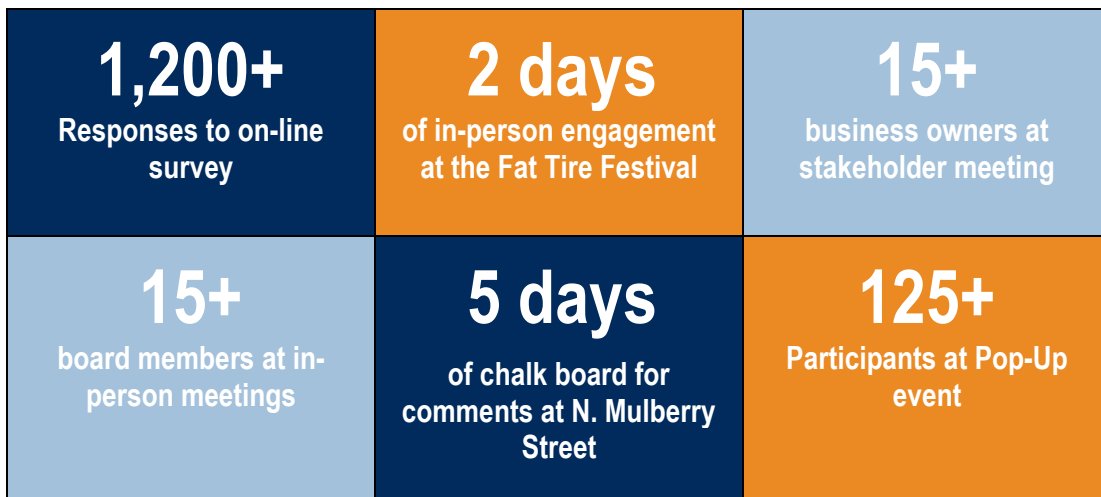 1,200+
Responses to on-line
survey
2 days
of in-person engagement
at the Fat Tire Festival
15+
business owners at
stakeholder meeting
15+
board members at in-
person meetings
5 days
of chalk board for
comments at N. Mulberry
Street
125+
Participants at Pop-Up
event